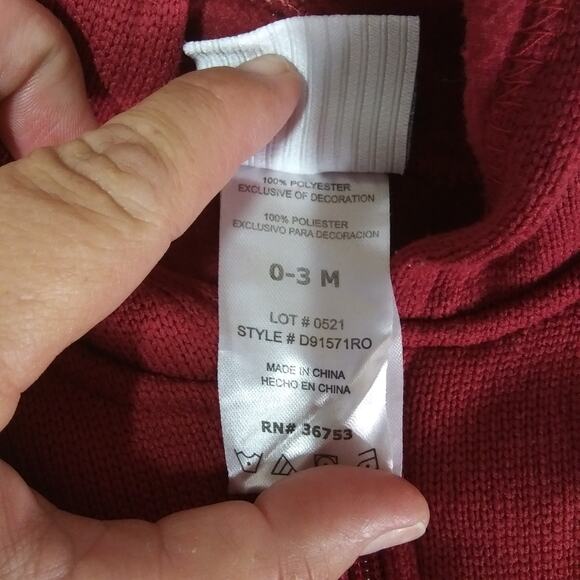 100% POLYESTER
EXCLUSIVE OF DECORATION
100% POLIESTER
EXCLUSIVO PARA DECORACION
0-3 M
LOT # 0521
STYLE # D91571RO
MADE IN CHINA
HECHO EN CHINA
RN# 36753